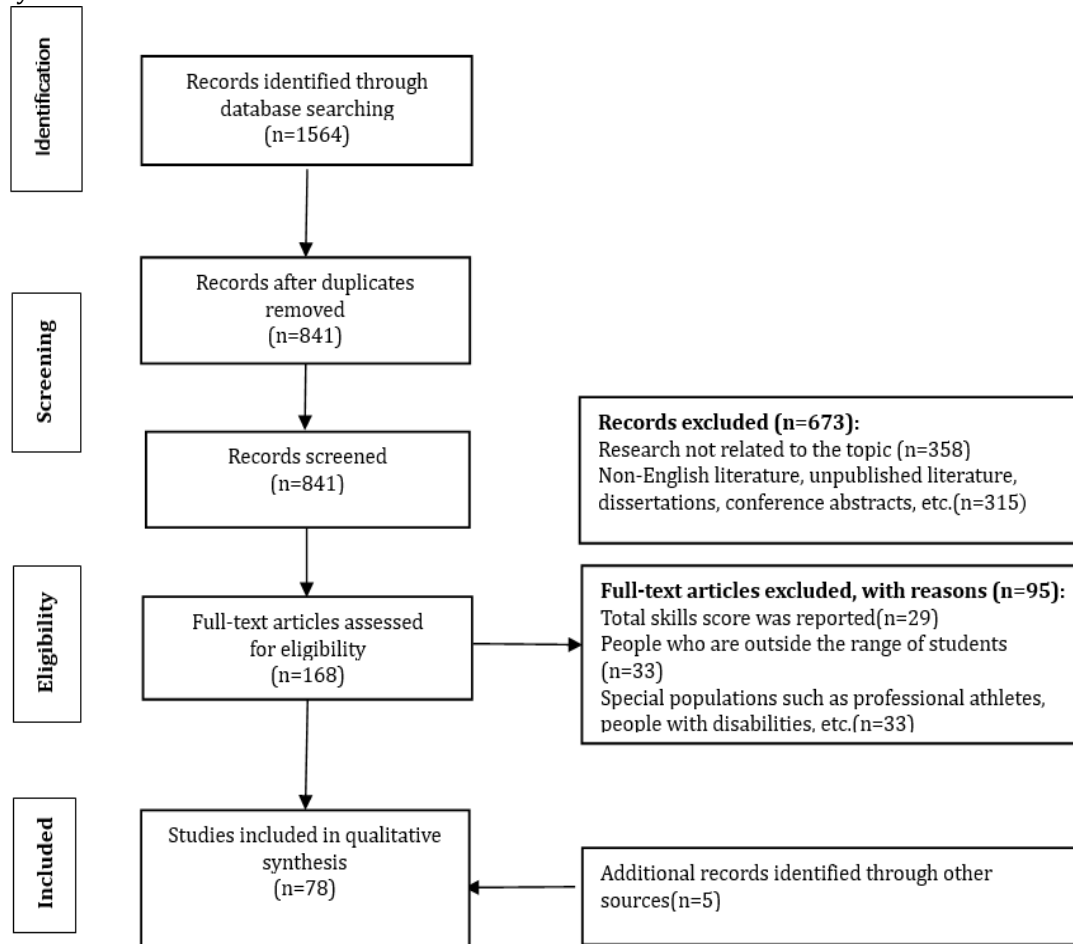 Identification
Records identified through
database searching
(n=1564)
Records after duplicates
removed
(n=841)
Screening
Records screened
(n=841)
Records excluded (n=673):
Research not related to the topic (n=358)
Non-English literature, unpublished literature,
dissertations, conference abstracts, etc.(n=315)
Eligibility
Full-text articles assessed
for eligibility
(n=168)
Full-text articles excluded, with reasons (n=95):
Total skills score was reported(n=29)
People who are outside the range of students
(n=33)
Special populations such as professional athletes,
people with disabilities, etc.(n=33)
Included
Studies included in qualitative
synthesis
(n=78)
Additional records identified through other
sources(n=5)